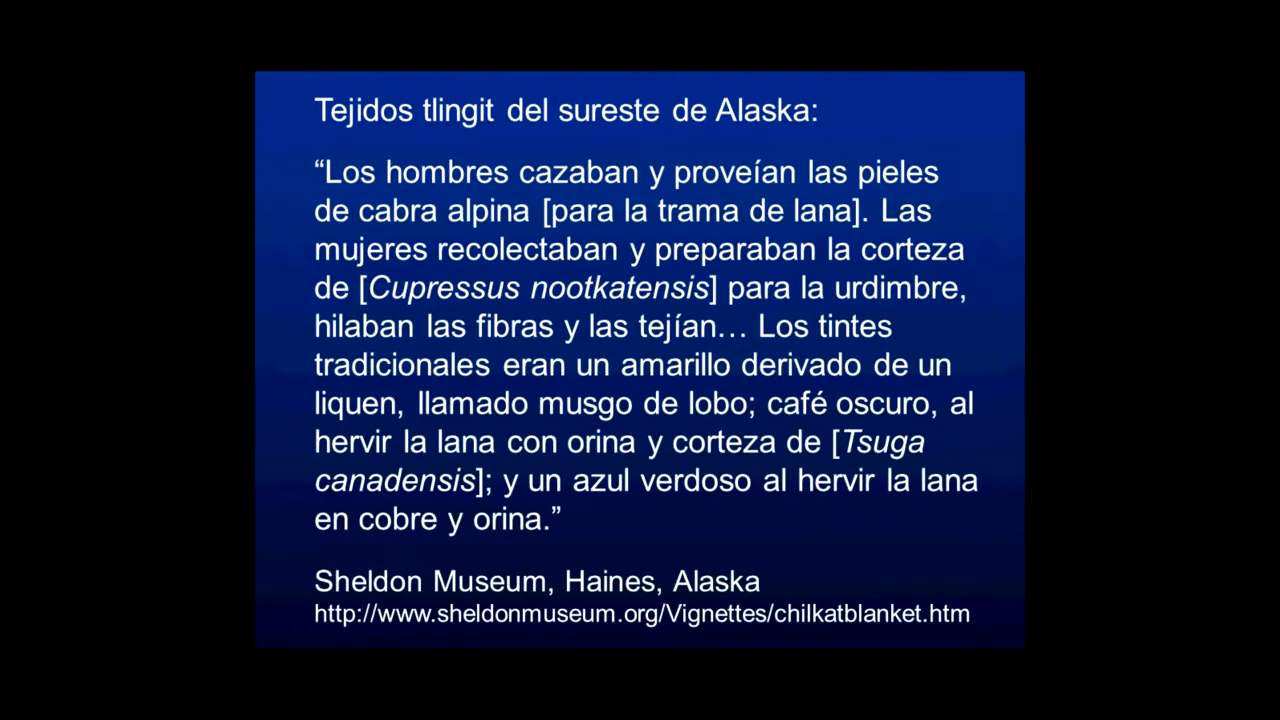 Tejidos tlingit del sureste de Alaska:
“Los hombres cazaban y proveían las pieles
de cabra alpina [para la trama de lana]. Las
mujeres recolectaban y preparaban la corteza
de [Cupressus nootkatensis] para la urdimbre,
hilaban las fibras y las tejían… Los tintes
tradicionales eran un amarillo derivado de un
liquen, llamado musgo de lobo; café oscuro, al
hervir la lana con orina y corteza de [Tsuga
canadensis]; y un azul verdoso al hervir la lana
en cobre y orina.”
Sheldon Museum, Haines, Alaska
http://www.sheldonmuseum.org/Vignettes/chilkatblanket.htm